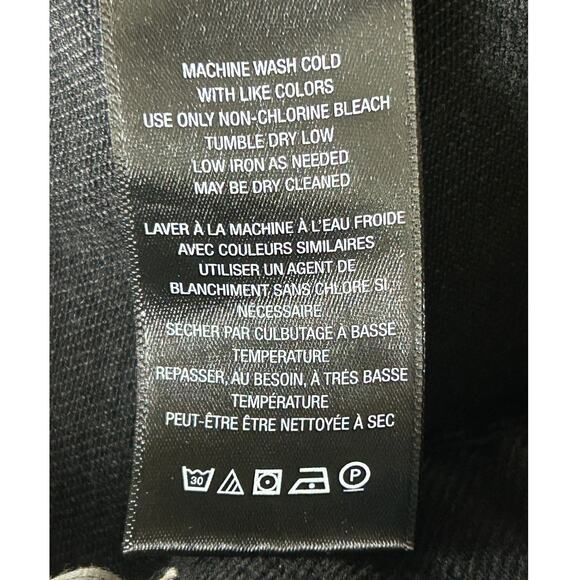 MACHINE WASH COLD
WITH LIKE COLORS
USE ONLY NON-CHLORINE BLEACH
TUMBLE DRY LOW
LOW IRON AS NEEDED
MAY BE DRY CLEANED
LAVER À LA MACHINE À L'EAU FROIDE
AVEC COULEURS SIMILAIRES
UTILISER UN AGENT DE
BLANCHIMENT SANS CHLORE SI
NÉCESSAIRE
SÉCHER PAR CULBUTAGE A BASSE
TEMPÉRATURE
REPASSER, AU BESOIN, À TRÈS BASSE
TEMPÉRATURE
PEUT-ÊTRE ÊTRE NETTOYÉE À SEC
30 P